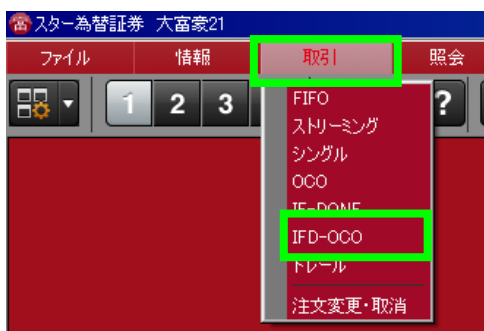 スター為替証券 大富豪21
ファイル 情報 取引 照会
1 2 3 ?
FIFO
ストリーミング
シングル
OCO
IF-DONE
IFD-OCO
トレール
注文変更・取消